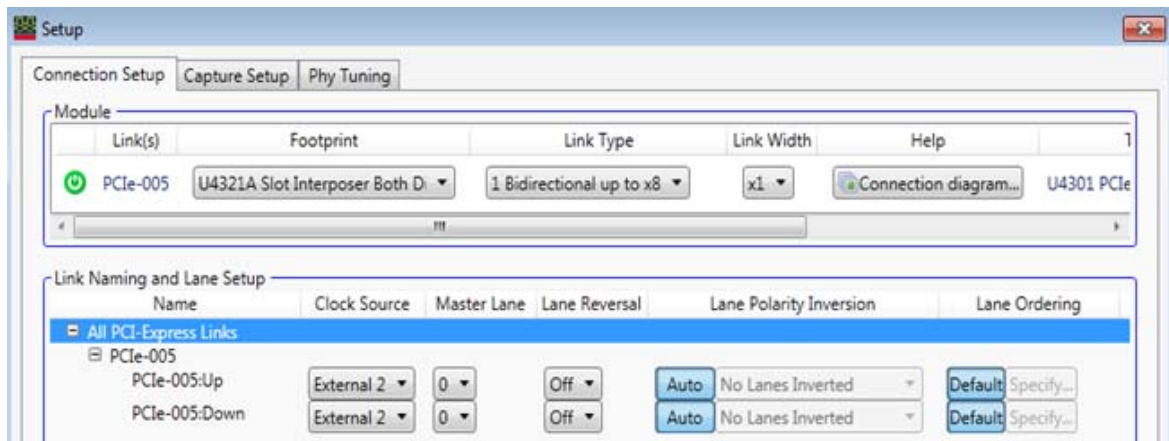 Setup
Connection Setup Capture Setup Phy Tuning
Module
Link(s) Footprint Link Type Link Width Help
PCIe-005 U4321A Slot Interposer Both D 1 Bidirectional up to x8 x1 Connection diagram... U4301 PCIe
Link Naming and Lane Setup
Name Clock Source Master Lane Lane Reversal Lane Polarity Inversion Lane Ordering
All PCI-Express Links
PCIe-005
PCIe-005:Up External 2 0 Off Auto No Lanes Inverted Default Specify...
PCIe-005:Down External 2 0 Off Auto No Lanes Inverted Default Specify...